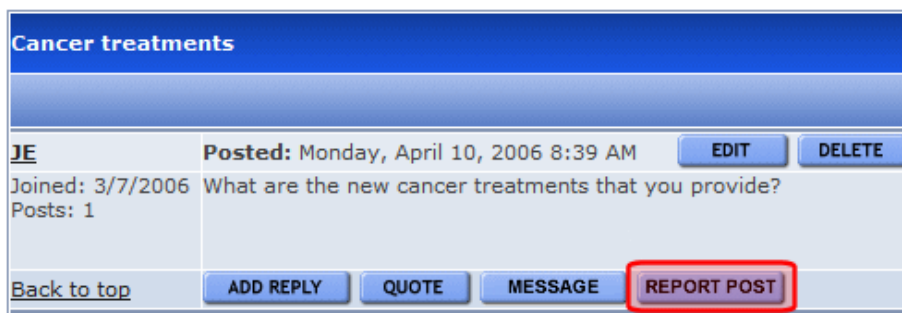 Cancer treatments
JE
Posted: Monday, April 10, 2006 8:39 AM
EDIT
DELETE
Joined: 3/7/2006
Posts: 1
What are the new cancer treatments that you provide?
Back to top
ADD REPLY
QUOTE
MESSAGE
REPORT POST